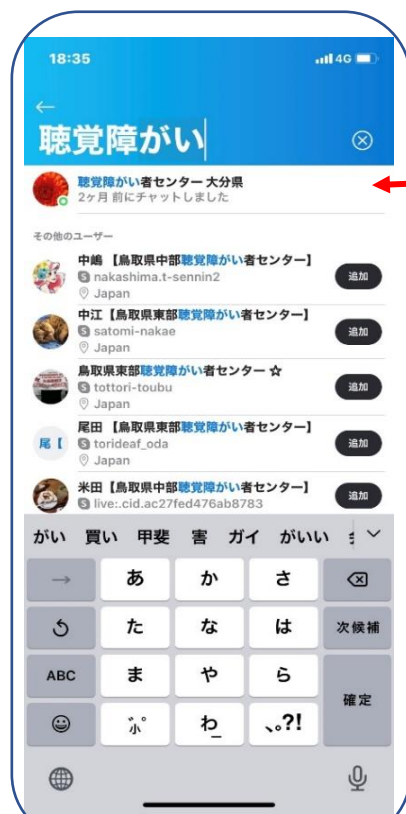 18:35
4G
聴覚障がい
聴覚障がい者センター 大分県
2ヶ月 前にチャットしました
その他のユーザー
中嶋 【鳥取県中部聴覚障がい者センター】
nakashima.t-sennin2
Japan
追加
中江【鳥取県東部聴覚障がい者センター】
satomi-nakae
Japan
追加
鳥取県東部聴覚障がい者センター ☆
tottori-toubu
Japan
追加
尾【
尾田 【鳥取県東部聴覚障がい者センター】
torideaf_oda
Japan
追加
米田【鳥取県中部聴覚障がい者センター】
live:.cid.ac27fed476ab8783
追加
がい 買い 甲斐 害 ガイ がいい
→ あ か さ
た な は 次候補
ABC ま や ら
確定
小゛゜ わ_ 、。?!